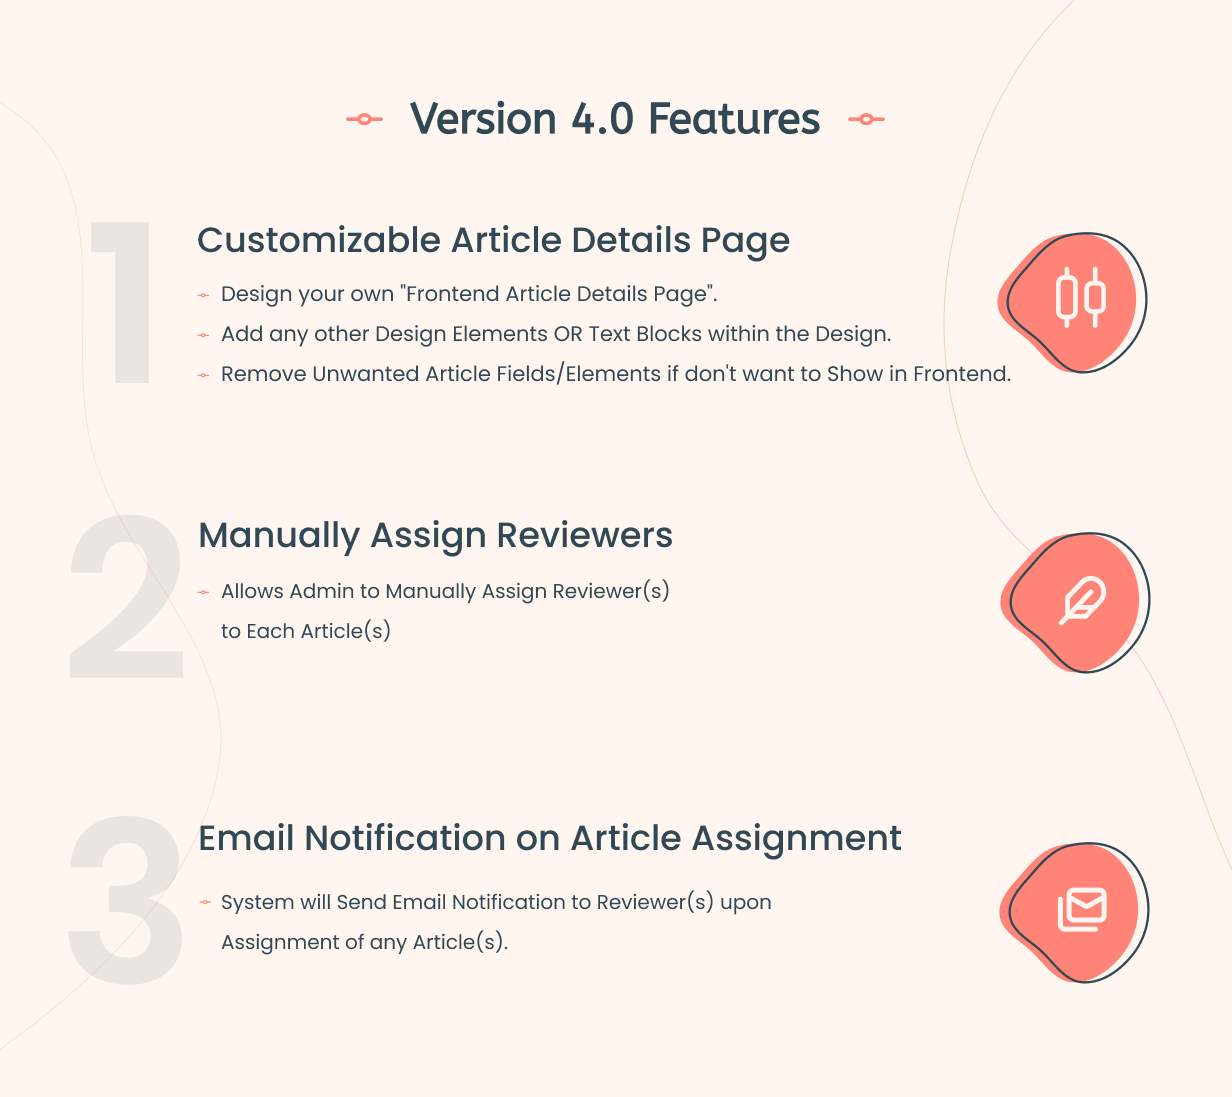 Version 4.0 Features
1
Customizable Article Details Page
Design your own "Frontend Article Details Page".
Add any other Design Elements OR Text Blocks within the Design.
Remove Unwanted Article Fields/Elements if don't want to Show in Frontend.
2
Manually Assign Reviewers
Allows Admin to Manually Assign Reviewer(s)
to Each Article(s)
3
Email Notification on Article Assignment
System will Send Email Notification to Reviewer(s) upon
Assignment of any Article(s).